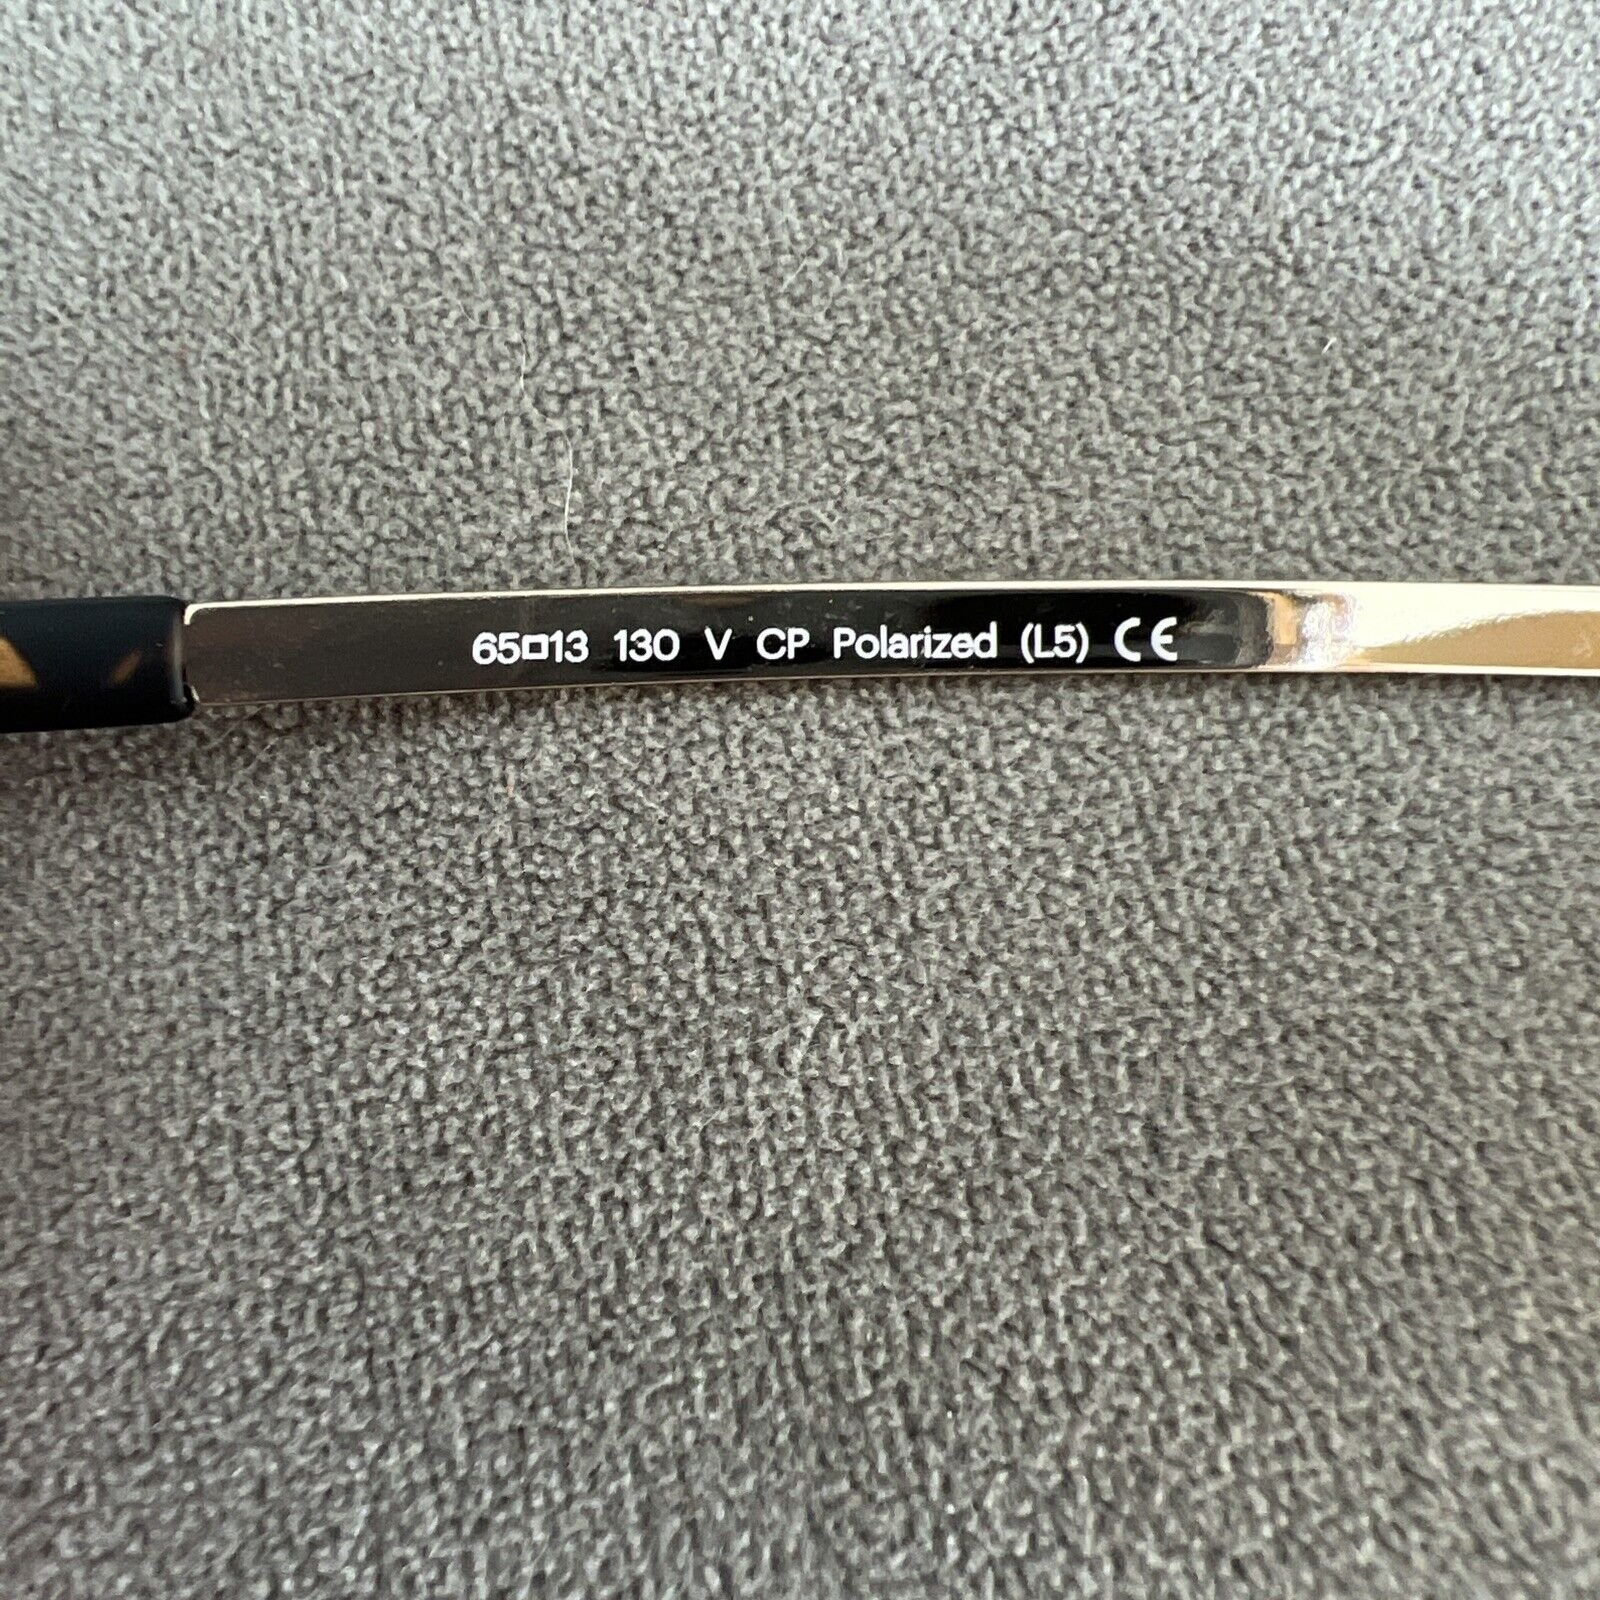 65□13 130 V CP Polarized (L5) CE